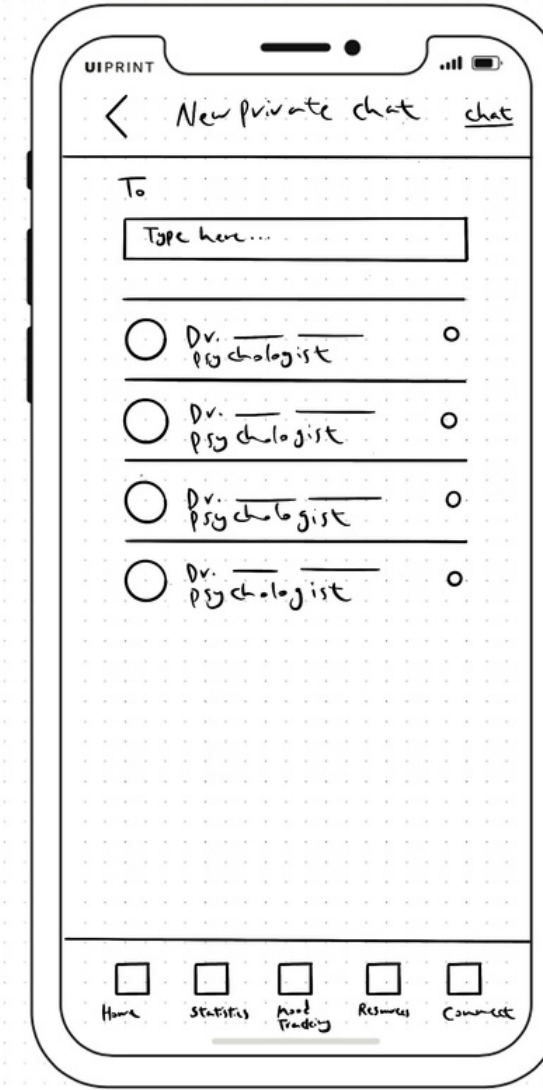 UIPRINT
New private chat chat
To
Type here...
Dr.
psychologist
Dr.
psychologist
Dr.
psychologist
Dr.
psychologist
Home Statistics Mood Resources Connect
Tracking